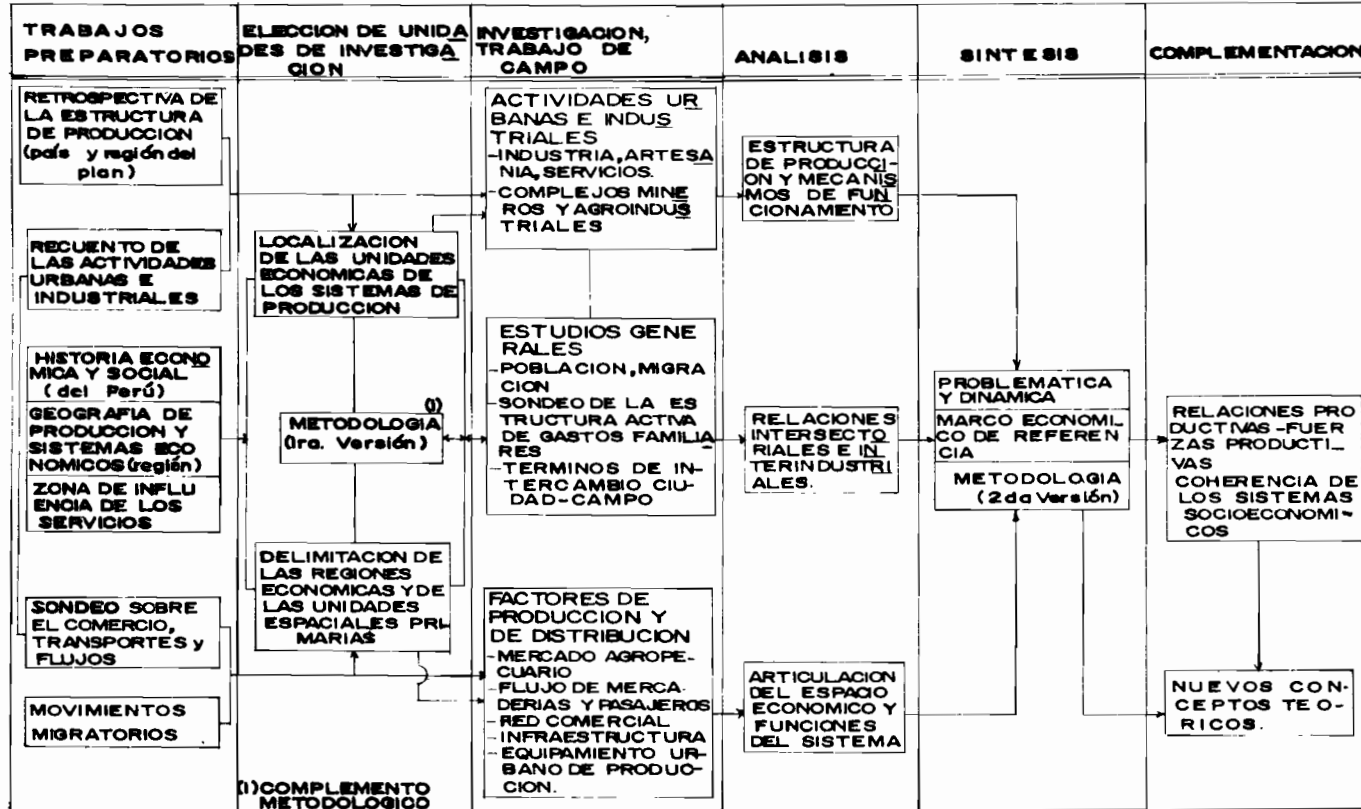 TRABAJOS
PREPARATORIOS
ELECCION DE UNIDA
DES DE INVESTIGA
CION
INVESTIGACION,
TRABAJO DE
CAMPO
ANALISIS
SINTESIS
COMPLEMENTACION
RETROSPECTIVA DE
LA ESTRUCTURA
DE PRODUCCION
(país y región del
plan)
RECUENTO DE
LAS ACTIVIDADES
URBANAS E
INDUSTRIALES
HISTORIA ECONO
MICA Y SOCIAL
(del Perú)
GEOGRAFIA DE
PRODUCCION Y
SISTEMAS ECO
NOMICOS (región)
ZONA DE INFLU
ENCIA DE LOS
SERVICIOS
SONDEO SOBRE
EL COMERCIO,
TRANSPORTES y
FLUJOS
MOVIMIENTOS
MIGRATORIOS
LOCALIZACION
DE LAS UNIDADES
ECONOMICAS DE
LOS SISTEMAS DE
PRODUCCION
(1)
METODOLOGIA
(1ra. Versión)
DELIMITACION DE
LAS REGIONES
ECONOMICAS Y DE
LAS UNIDADES
ESPACIALES PRI
MARIAS
(1) COMPLEMENTO
METODOLOGICO
ACTIVIDADES UR
BANAS E INDUS
TRIALES
-INDUSTRIA, ARTESA
NIA, SERVICIOS.
-COMPLEJOS MINE
ROS Y AGROINDUS
TRIALES
ESTUDIOS GENE
RALES
-POBLACION, MIGRA
CION
-SONDEO DE LA ES
TRUCTURA ACTIVA
DE GASTOS FAMILIA
RES
-TERMINOS DE IN-
TERCAMBIO CIU-
DAD-CAMPO
FACTORES DE
PRODUCCION Y
DE DISTRIBUCION
-MERCADO AGROPE-
CUARIO
-FLUJO DE MERCA-
DERIAS Y PASAJEROS
-RED COMERCIAL
-INFRAESTRUCTURA
-EQUIPAMIENTO UR-
BANO DE PRODUC-
CION.
ESTRUCTURA
DE PRODUCCI-
ON Y MECANIS
MOS DE FUN
CIONAMENTO
RELACIONES
INTERSECTO
RIALES E IN
TERINDUSTRI
ALES.
ARTICULACION
DEL ESPACIO
ECONOMICO Y
FUNCIONES
DEL SISTEMA
PROBLEMATICA
Y DINAMICA
MARCO ECONOMI-
CO DE REFEREN
CIA
METODOLOGIA
(2da Versión)
RELACIONES PRO
DUCTIVAS-FUER
ZAS PRODUCTI-
VAS
COHERENCIA DE
LOS SISTEMAS
SOCIOECONOMI-
COS
NUEVOS CON-
CEPTOS TEO-
RICOS.